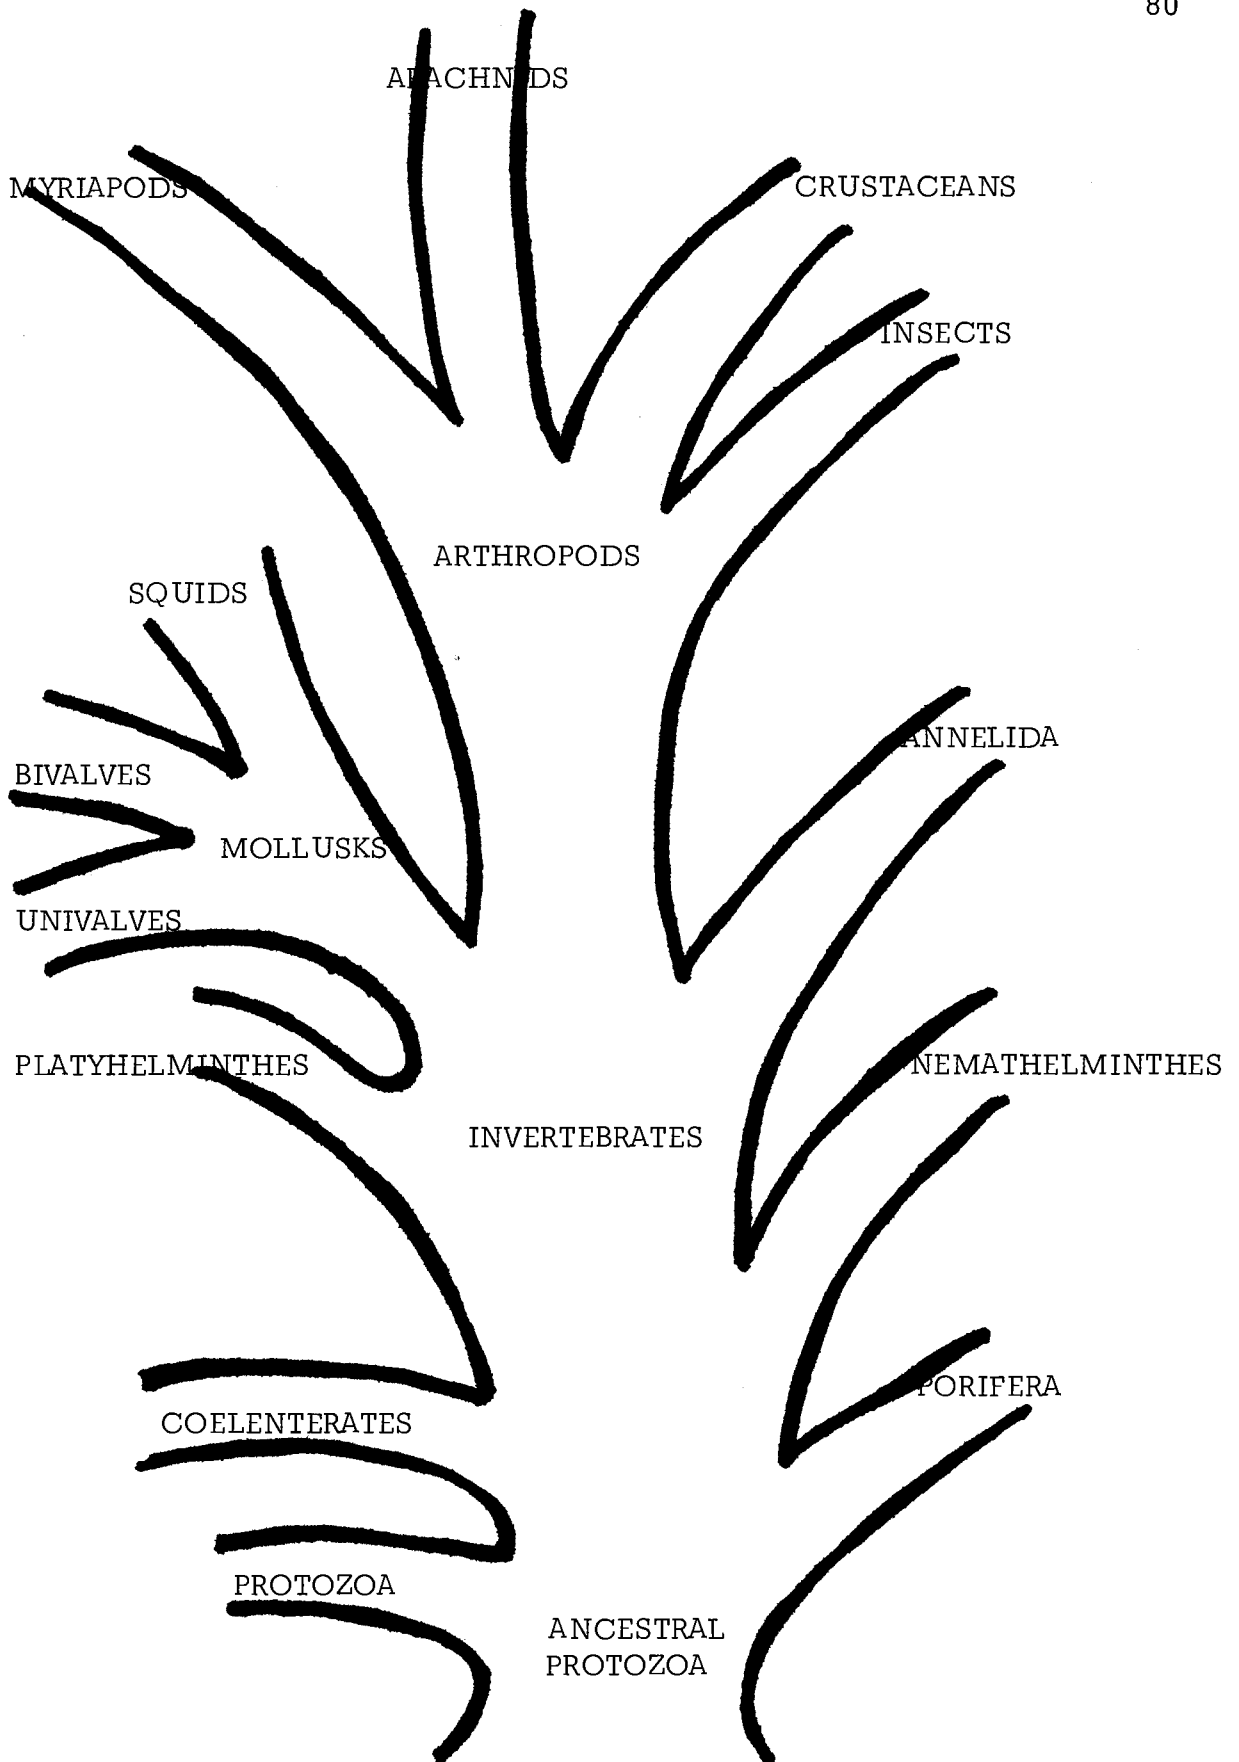 80
ARACHNIDS
MYRIAPODS
CRUSTACEANS
INSECTS
ARTHROPODS
SQUIDS
ANNELIDA
BIVALVES
MOLLUSKS
UNIVALVES
PLATYHELMINTHES
NEMATHELMINTHES
INVERTEBRATES
PORIFERA
COELENTERATES
PROTOZOA
ANCESTRAL
PROTOZOA